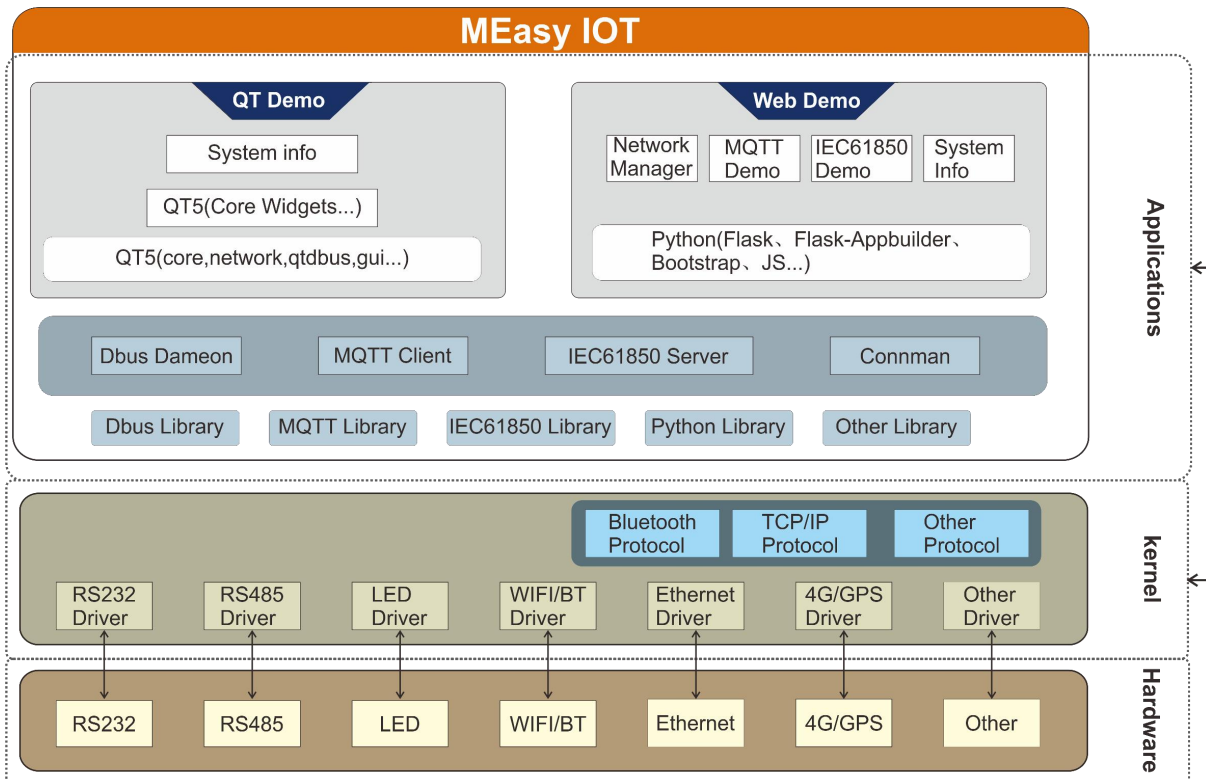 MEasy IOT
QT Demo
System info
QT5(Core Widgets...)
QT5(core,network,qtdbus,gui...)
Web Demo
Network
Manager
MQTT
Demo
IEC61850
Demo
System
Info
Python(Flask、Flask-Appbuilder、
Bootstrap、JS...)
Dbus Dameon
MQTT Client
IEC61850 Server
Connman
Dbus Library
MQTT Library
IEC61850 Library
Python Library
Other Library
Applications
Bluetooth
Protocol
TCP/IP
Protocol
Other
Protocol
RS232
Driver
RS485
Driver
LED
Driver
WIFI/BT
Driver
Ethernet
Driver
4G/GPS
Driver
Other
Driver
kernel
RS232
RS485
LED
WIFI/BT
Ethernet
4G/GPS
Other
Hardware